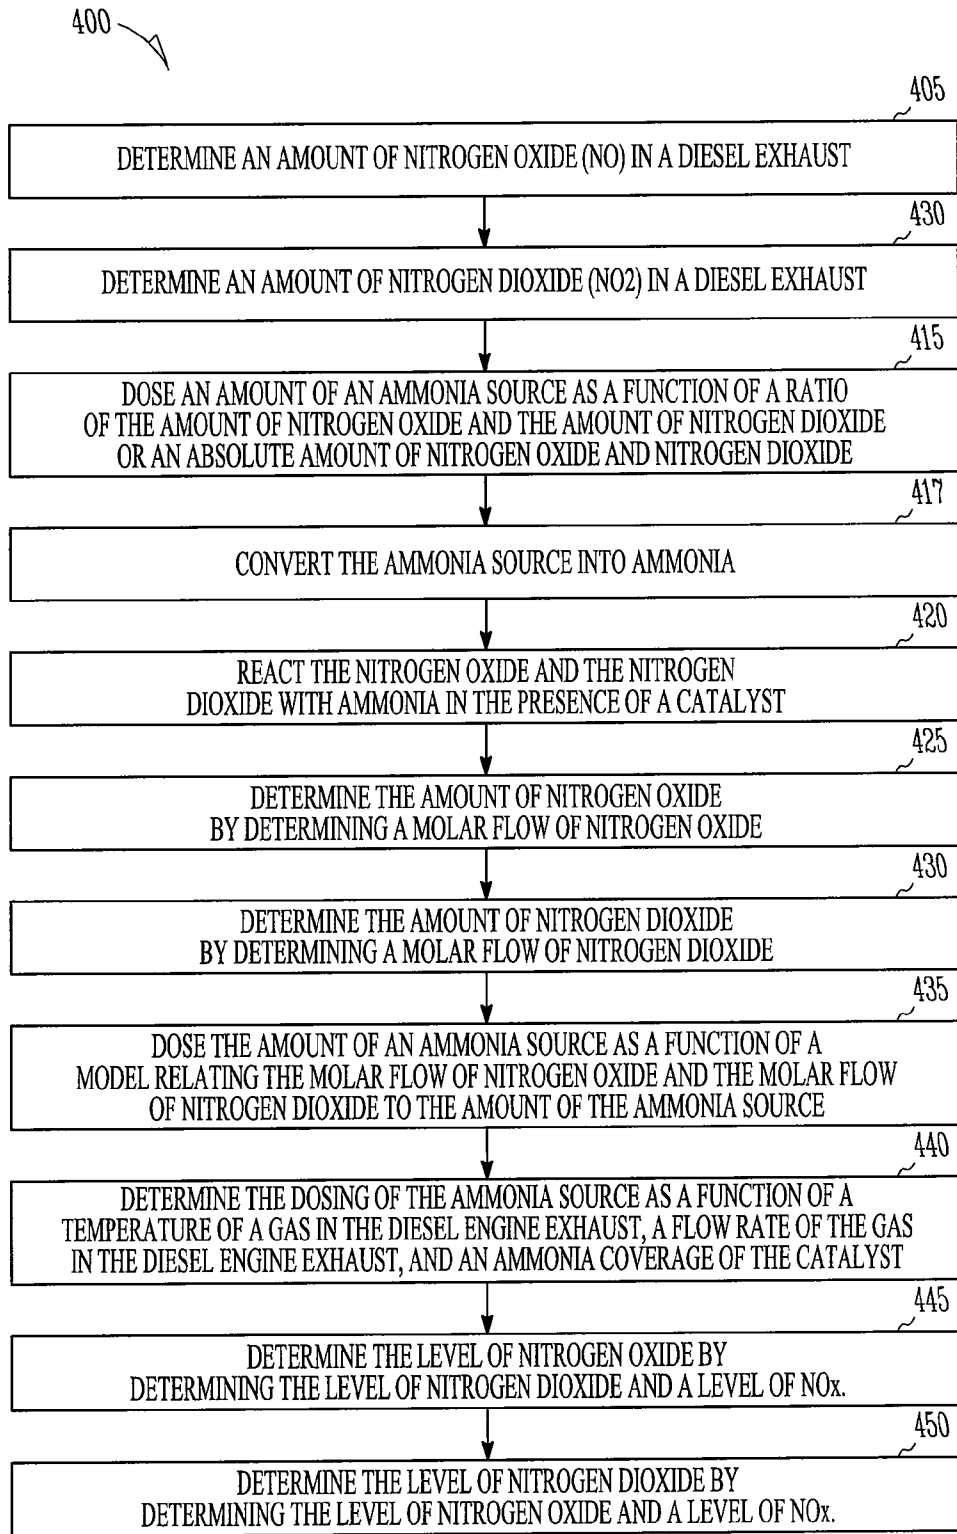 400
405
DETERMINE AN AMOUNT OF NITROGEN OXIDE (NO) IN A DIESEL EXHAUST
430
DETERMINE AN AMOUNT OF NITROGEN DIOXIDE (NO2) IN A DIESEL EXHAUST
415
DOSE AN AMOUNT OF AN AMMONIA SOURCE AS A FUNCTION OF A RATIO
OF THE AMOUNT OF NITROGEN OXIDE AND THE AMOUNT OF NITROGEN DIOXIDE
OR AN ABSOLUTE AMOUNT OF NITROGEN OXIDE AND NITROGEN DIOXIDE
417
CONVERT THE AMMONIA SOURCE INTO AMMONIA
420
REACT THE NITROGEN OXIDE AND THE NITROGEN
DIOXIDE WITH AMMONIA IN THE PRESENCE OF A CATALYST
425
DETERMINE THE AMOUNT OF NITROGEN OXIDE
BY DETERMINING A MOLAR FLOW OF NITROGEN OXIDE
430
DETERMINE THE AMOUNT OF NITROGEN DIOXIDE
BY DETERMINING A MOLAR FLOW OF NITROGEN DIOXIDE
435
DOSE THE AMOUNT OF AN AMMONIA SOURCE AS A FUNCTION OF A
MODEL RELATING THE MOLAR FLOW OF NITROGEN OXIDE AND THE MOLAR FLOW
OF NITROGEN DIOXIDE TO THE AMOUNT OF THE AMMONIA SOURCE
440
DETERMINE THE DOSING OF THE AMMONIA SOURCE AS A FUNCTION OF A
TEMPERATURE OF A GAS IN THE DIESEL ENGINE EXHAUST, A FLOW RATE OF THE GAS
IN THE DIESEL ENGINE EXHAUST, AND AN AMMONIA COVERAGE OF THE CATALYST
445
DETERMINE THE LEVEL OF NITROGEN OXIDE BY
DETERMINING THE LEVEL OF NITROGEN DIOXIDE AND A LEVEL OF NOx.
450
DETERMINE THE LEVEL OF NITROGEN DIOXIDE BY
DETERMINING THE LEVEL OF NITROGEN OXIDE AND A LEVEL OF NOx.